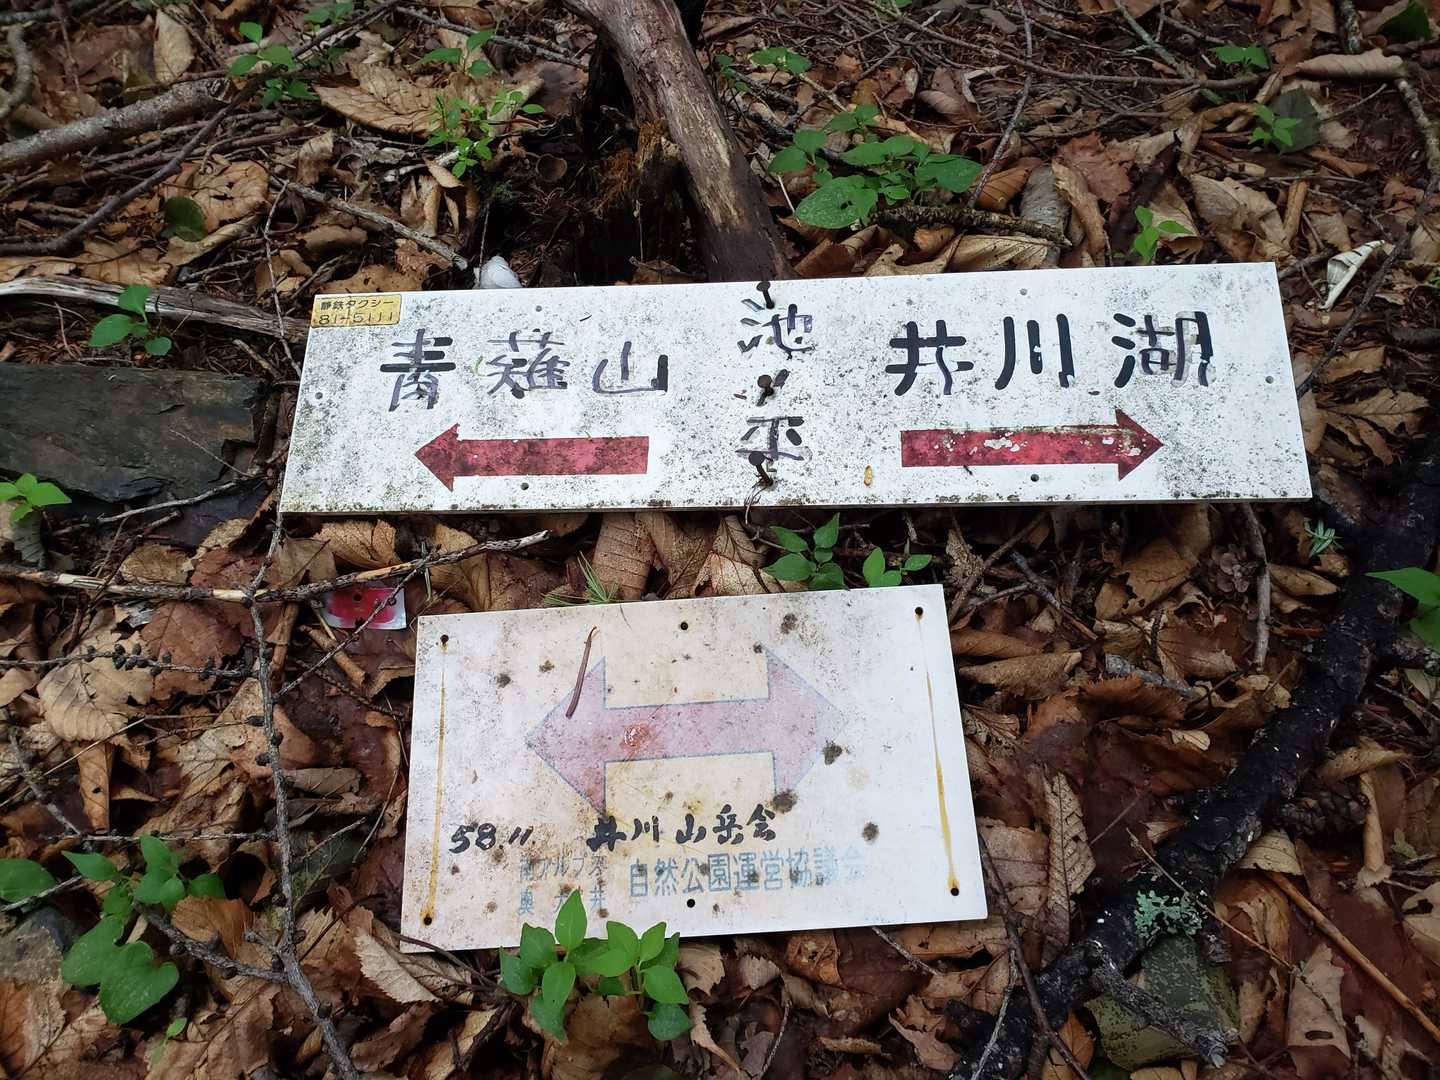 静鉄タクシー
81-5111
青薙山
池ノ平
井川湖
58.11. 井川山岳会
南アルプス
奥大井
自然公園運営協議会